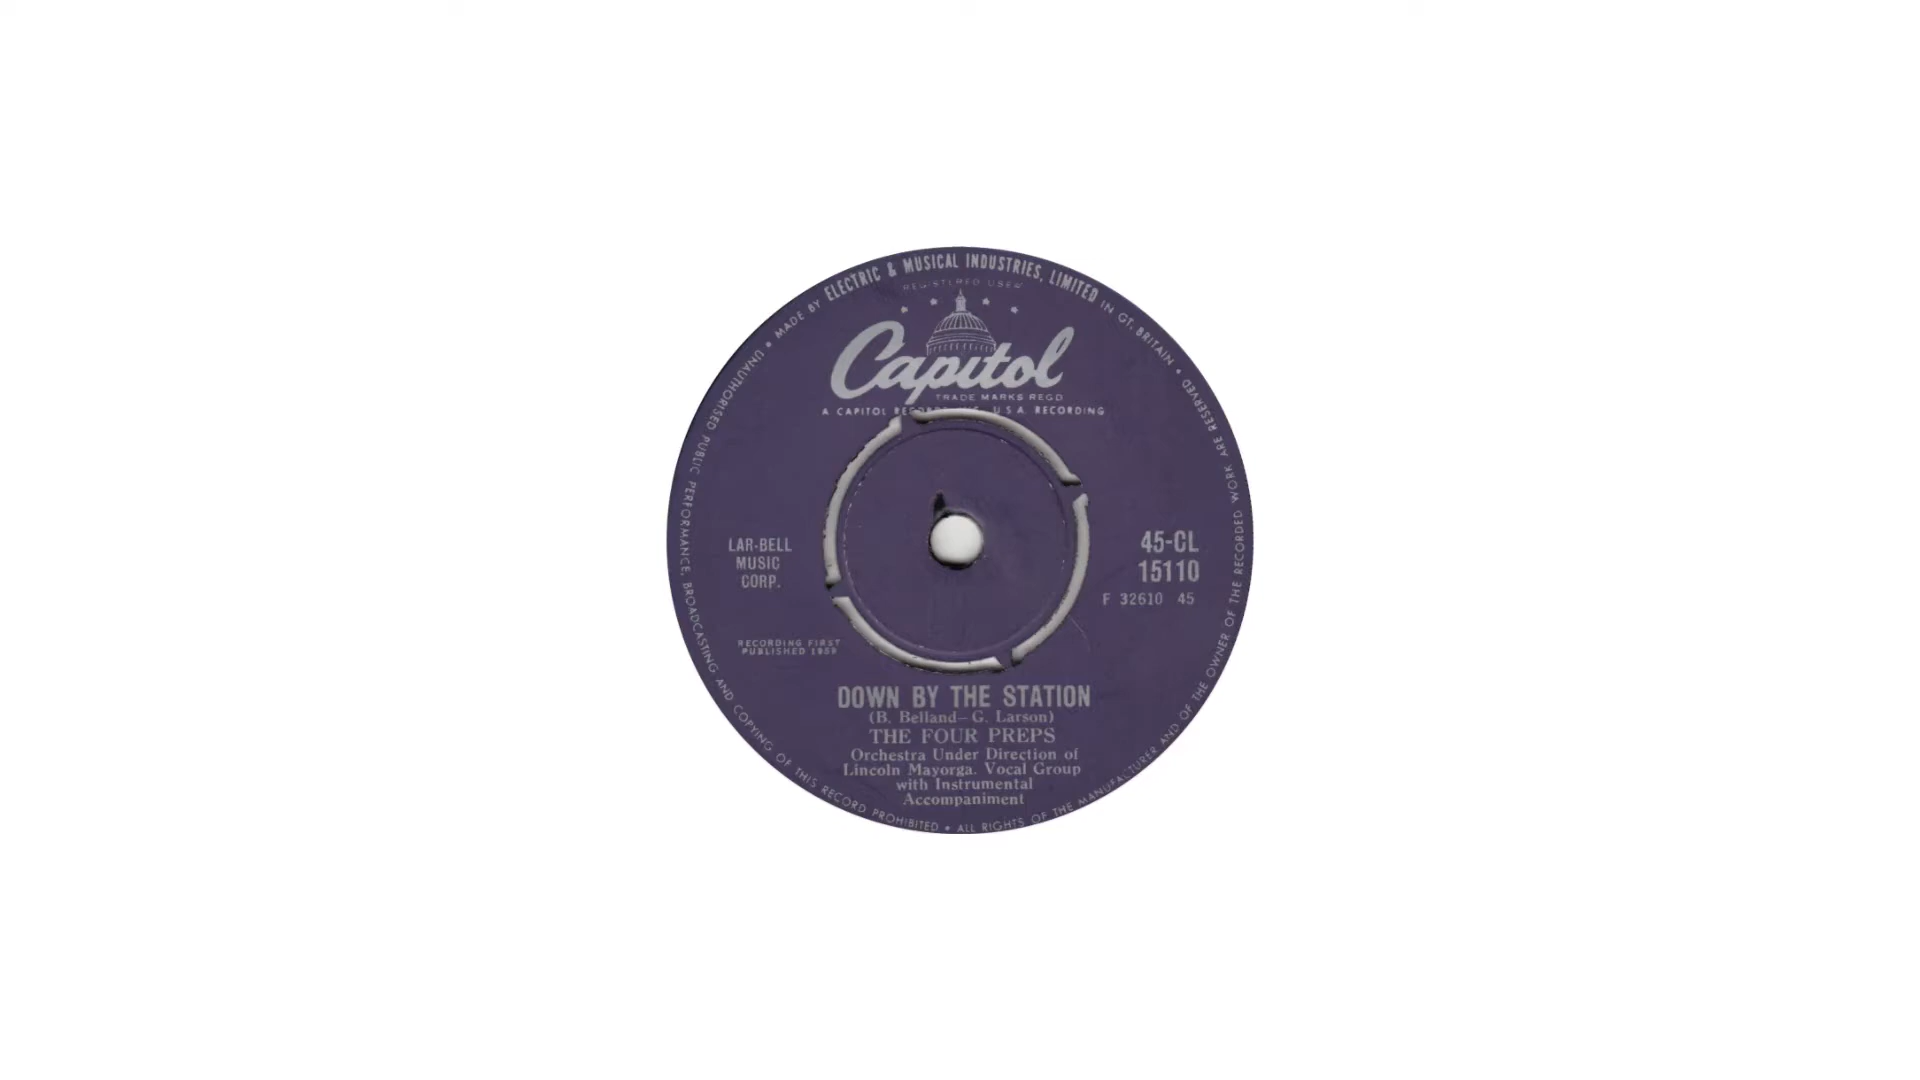 MADE BY ELECTRIC & MUSICAL INDUSTRIES, LIMITED IN GT. BRITAIN •
REGISTERED USER
Capitol
TRADE MARKS REGD
A CAPITOL RECORDS INC. U.S.A. RECORDING
LAR-BELL
MUSIC
CORP.
45-CL
15110
F 32610 45
RECORDING FIRST
PUBLISHED 1959
DOWN BY THE STATION
(B. Belland—G. Larson)
THE FOUR PREPS
Orchestra Under Direction of
Lincoln Mayorga. Vocal Group
with Instrumental
Accompaniment
ALL RIGHTS OF THE MANUFACTURER AND OF THE OWNER OF THE RECORDED WORK ARE RESERVED
UNAUTHORISED PUBLIC PERFORMANCE, BROADCASTING AND COPYING OF THIS RECORD PROHIBITED •